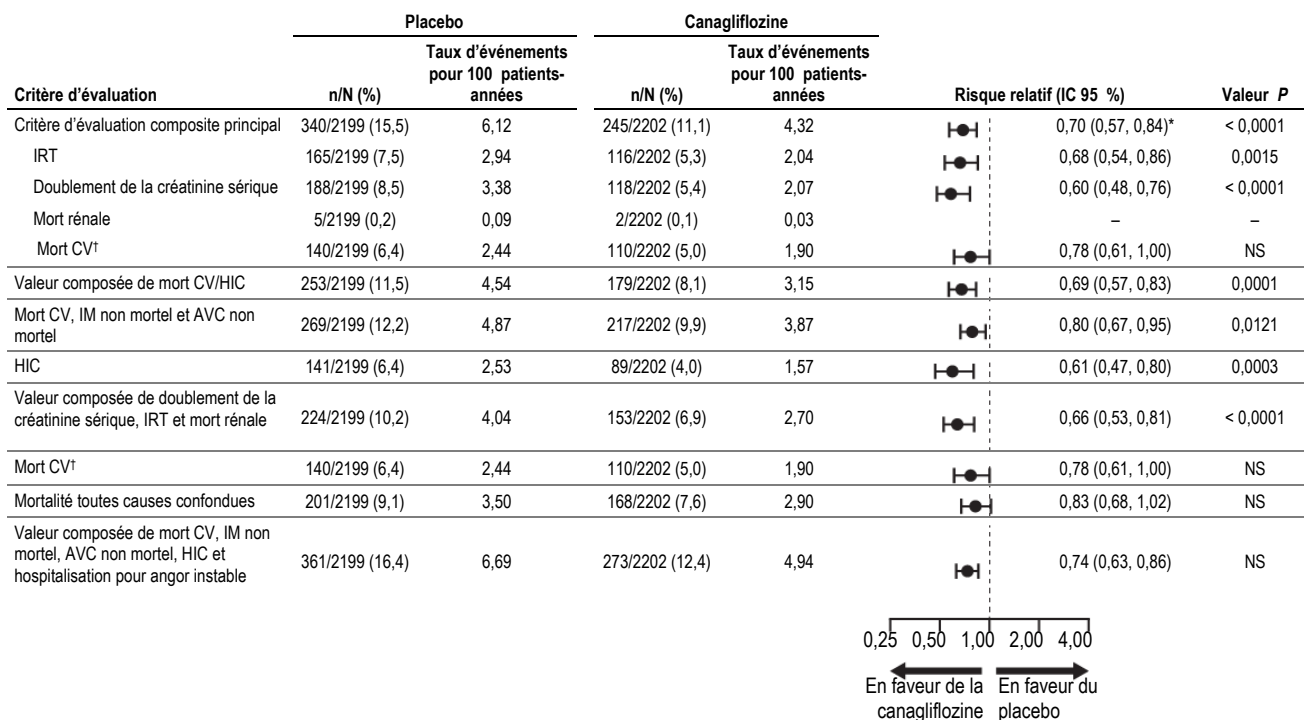 Placebo Canagliflozine
Critère d'évaluation n/N (%) Taux d'événements pour 100 patients-années n/N (%) Taux d'événements pour 100 patients-années Risque relatif (IC 95 %) Valeur P
Critère d'évaluation composite principal 340/2199 (15,5) 6,12 245/2202 (11,1) 4,32 0,70 (0,57, 0,84)* < 0,0001
IRT 165/2199 (7,5) 2,94 116/2202 (5,3) 2,04 0,68 (0,54, 0,86) 0,0015
Doublement de la créatinine sérique 188/2199 (8,5) 3,38 118/2202 (5,4) 2,07 0,60 (0,48, 0,76) < 0,0001
Mort rénale 5/2199 (0,2) 0,09 2/2202 (0,1) 0,03 – –
Mort CV† 140/2199 (6,4) 2,44 110/2202 (5,0) 1,90 0,78 (0,61, 1,00) NS
Valeur composée de mort CV/HIC 253/2199 (11,5) 4,54 179/2202 (8,1) 3,15 0,69 (0,57, 0,83) 0,0001
Mort CV, IM non mortel et AVC non
mortel 269/2199 (12,2) 4,87 217/2202 (9,9) 3,87 0,80 (0,67, 0,95) 0,0121
HIC 141/2199 (6,4) 2,53 89/2202 (4,0) 1,57 0,61 (0,47, 0,80) 0,0003
Valeur composée de doublement de la
créatinine sérique, IRT et mort rénale 224/2199 (10,2) 4,04 153/2202 (6,9) 2,70 0,66 (0,53, 0,81) < 0,0001
Mort CV† 140/2199 (6,4) 2,44 110/2202 (5,0) 1,90 0,78 (0,61, 1,00) NS
Mortalité toutes causes confondues 201/2199 (9,1) 3,50 168/2202 (7,6) 2,90 0,83 (0,68, 1,02) NS
Valeur composée de mort CV, IM non
mortel, AVC non mortel, HIC et
hospitalisation pour angor instable 361/2199 (16,4) 6,69 273/2202 (12,4) 4,94 0,74 (0,63, 0,86) NS
0,25 0,50 1,00 2,00 4,00
En faveur de la En faveur du
canagliflozine placebo